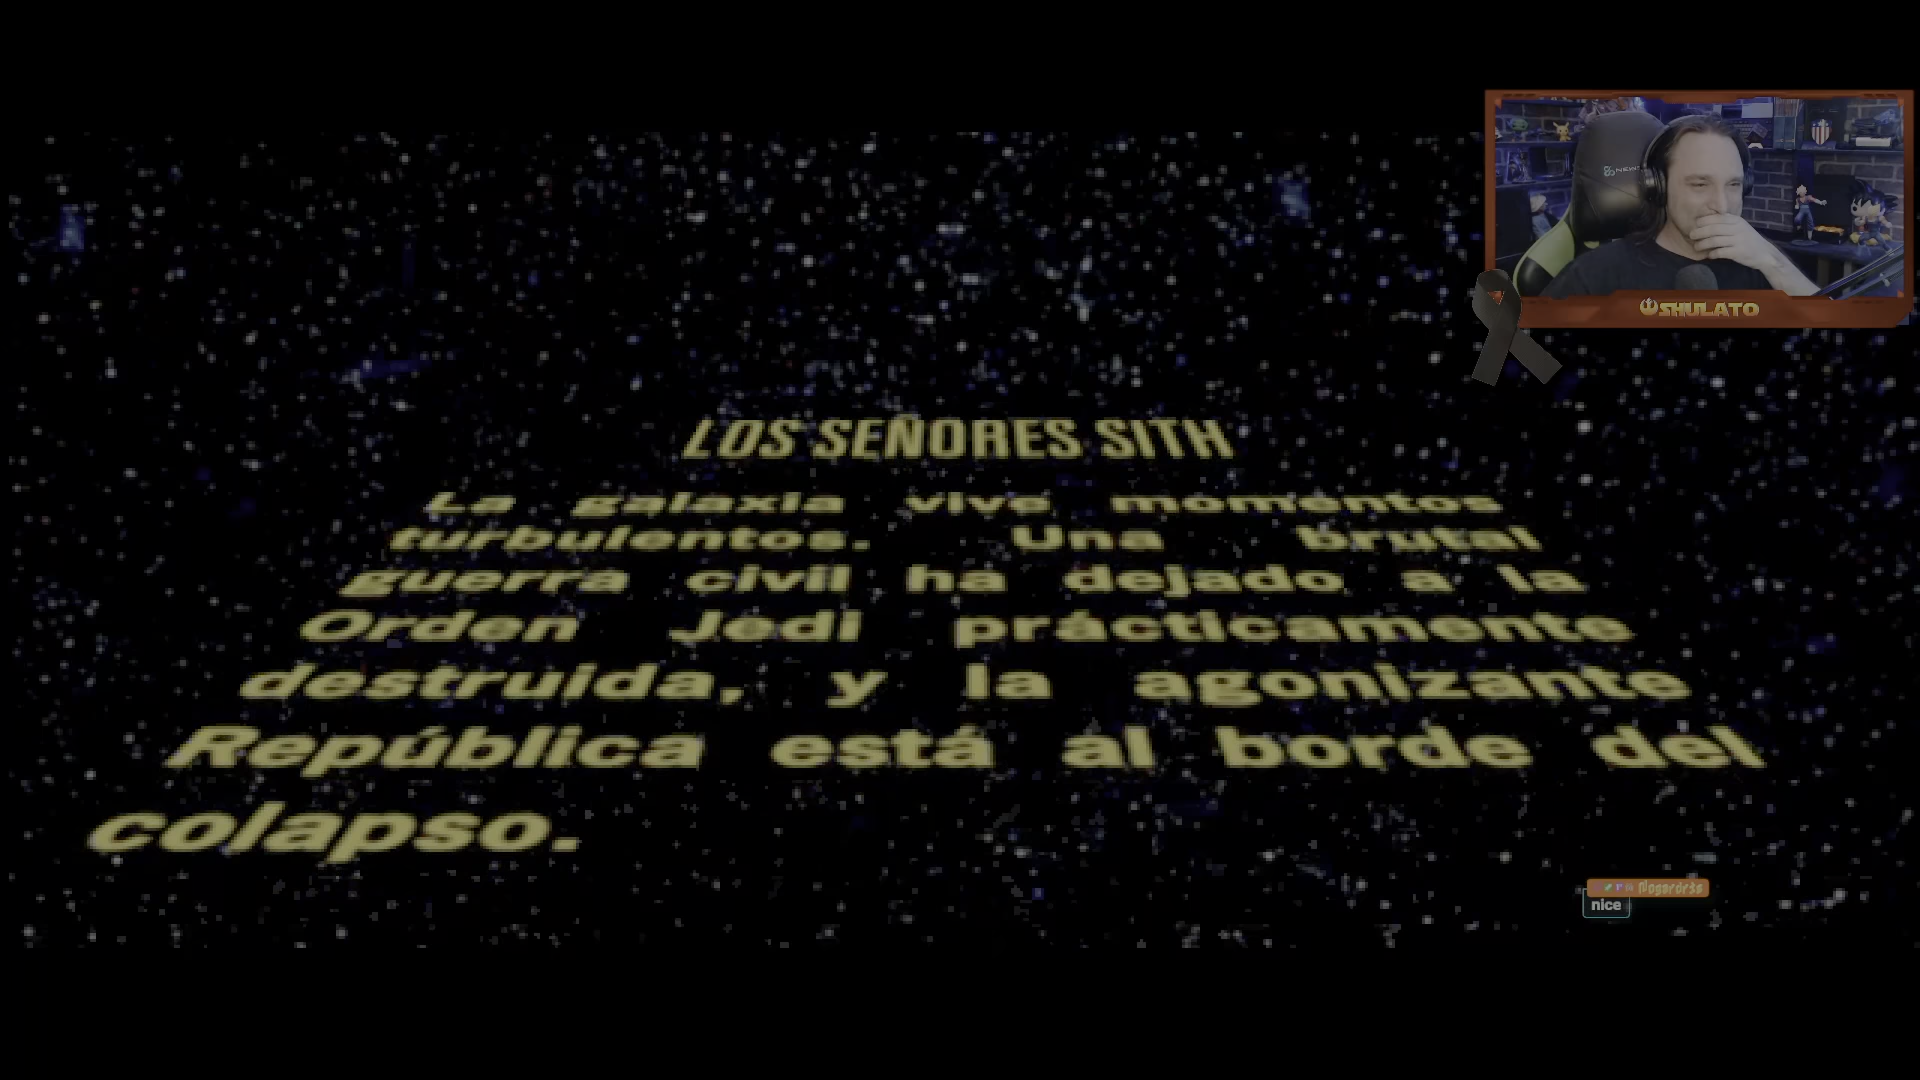 LOS SEÑORES SITH
La galaxia vive momentos
turbulentos. Una brutal
guerra civil ha dejado a la
Orden Jedi prácticamente
destruida, y la agonizante
República está al borde del
colapso.
SHULATO
nice